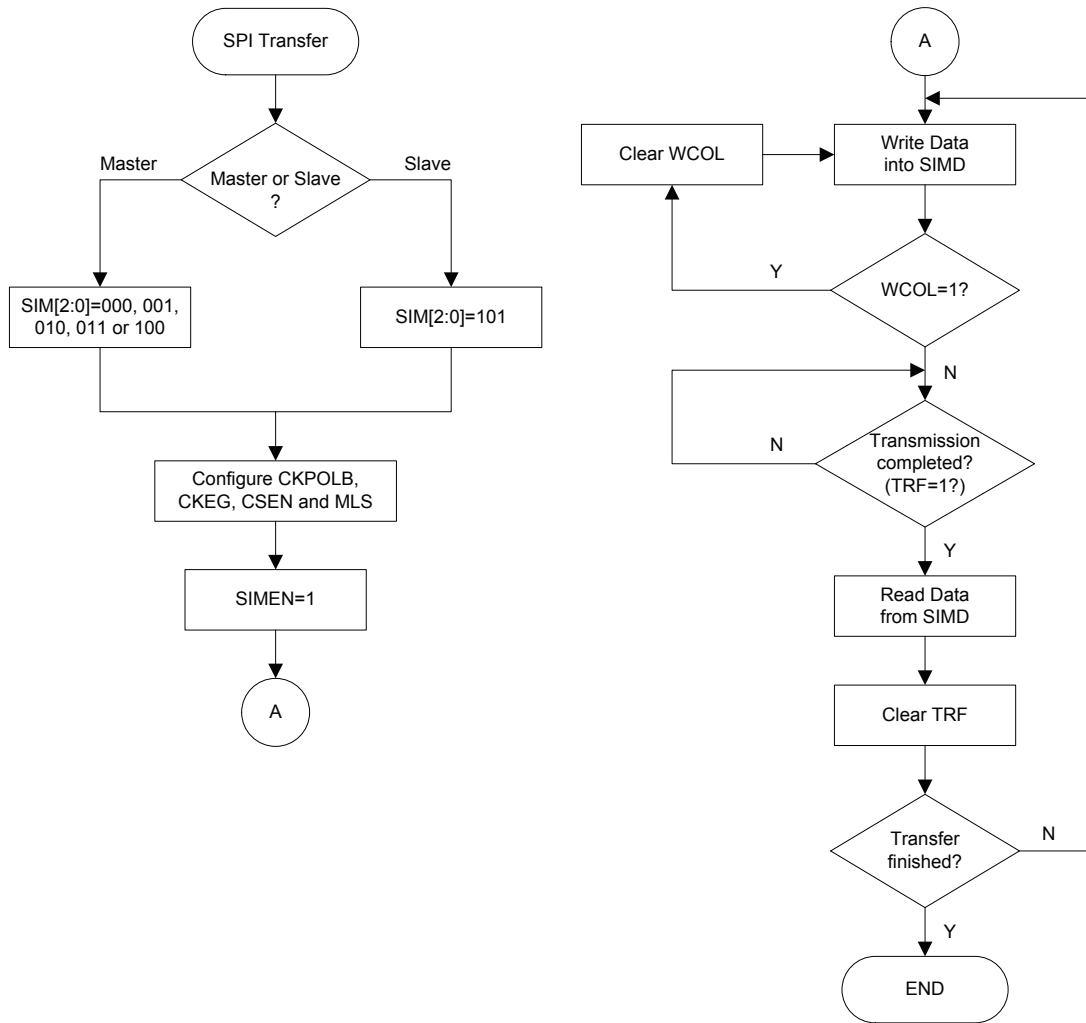 SPI Transfer
Master
Slave
Master or Slave
?
SIM[2:0]=000, 001,
010, 011 or 100
SIM[2:0]=101
Configure CKPOLB,
CKEG, CSEN and MLS
SIMEN=1
A
A
Clear WCOL
Write Data
into SIMD
Y
WCOL=1?
N
N
Transmission
completed?
(TRF=1?)
Y
Read Data
from SIMD
Clear TRF
Transfer
finished?
N
Y
END